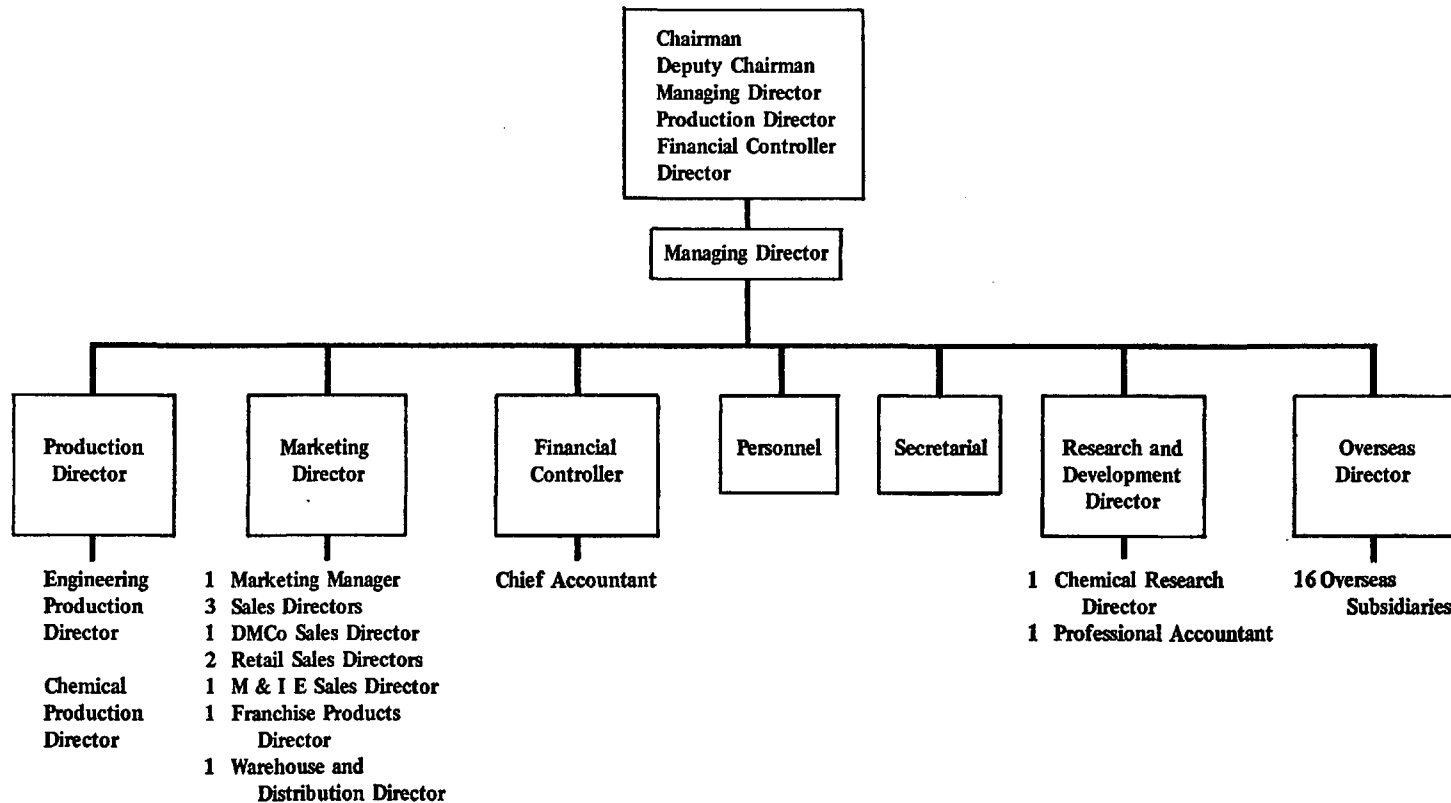 Chairman
Deputy Chairman
Managing Director
Production Director
Financial Controller
Director
Managing Director
Production
Director
Marketing
Director
Financial
Controller
Personnel
Secretarial
Research and
Development
Director
Overseas
Director
Engineering
Production
Director
Chemical
Production
Director
1 Marketing Manager
3 Sales Directors
1 DMCo Sales Director
2 Retail Sales Directors
1 M & I E Sales Director
1 Franchise Products
Director
1 Warehouse and
Distribution Director
Chief Accountant
1 Chemical Research
Director
1 Professional Accountant
16 Overseas
Subsidiaries